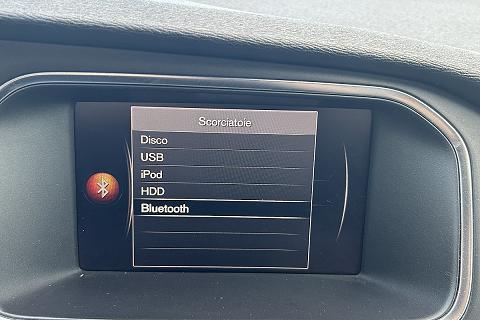 Scorciatoie
Disco
USB
iPod
HDD
Bluetooth